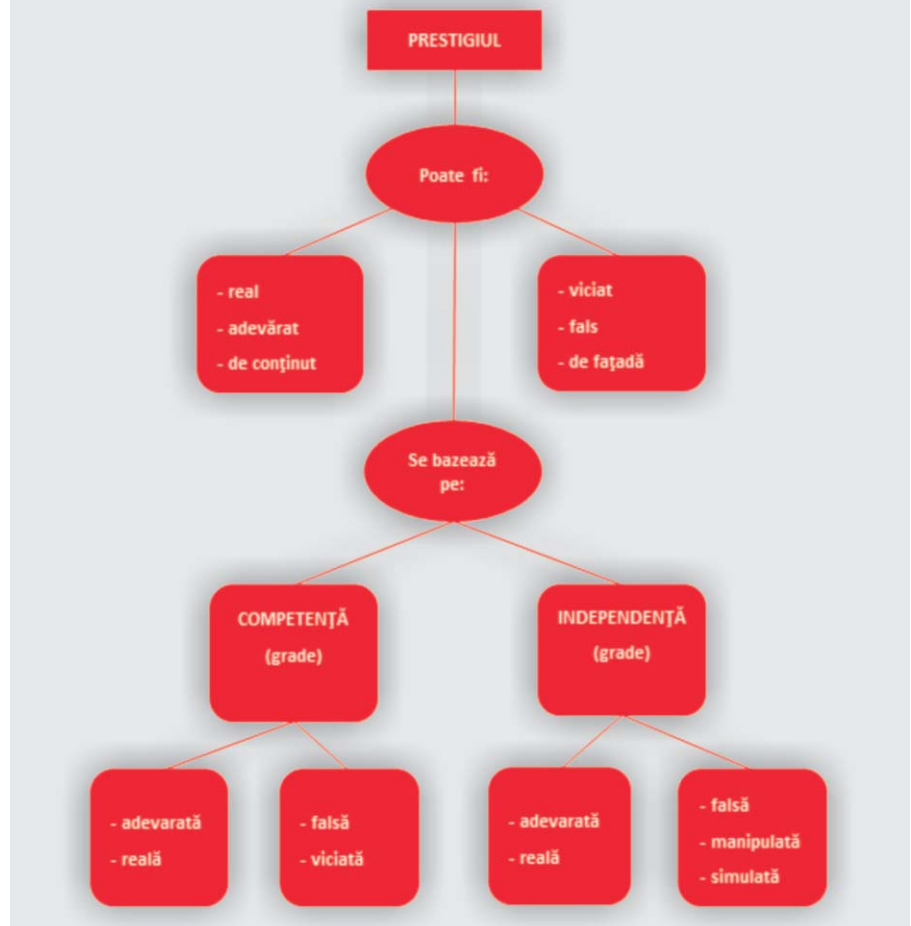 PRESTIGIUL
Poate fi:
- real
- adevărat
- de conţinut
- viciat
- fals
- de faţadă
Se bazează
pe:
COMPETENŢĂ
(grade)
INDEPENDENŢĂ
(grade)
- adevarată
- reală
- falsă
- viciată
- adevarată
- reală
- falsă
- manipulată
- simulată